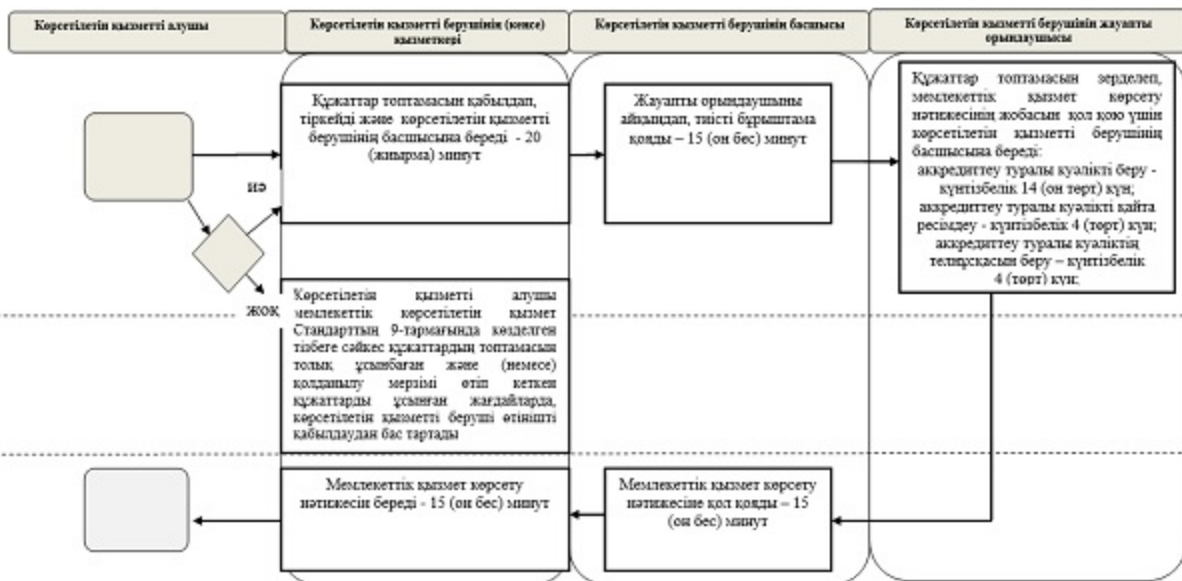 Көрсетілетін қызметті алушы
Көрсетілетін қызметті берушінің (кеңсе)
қызметкері
Көрсетілетін қызметті берушінің басшысы
Көрсетілетін қызметті берушінің жауапты
орындаушысы
Құжаттар топтамасын қабылдап,
тіркейді және көрсетілетін қызметті
берушінің басшысына береді - 20
(жиырма) минут
Жауапты орындаушыны
айқындап, тиісті бұрыштама
қояды – 15 (он бес) минут
Құжаттар топтамасын зерделеп,
мемлекеттік қызмет көрсету
нәтижесінің жобасын қол қою үшін
көрсетілетін қызметті берушінің
басшысына береді:
аккредиттеу туралы куәлікті беру -
күнтізбелік 14 (он төрт) күн;
аккредиттеу туралы куәлікті қайта
ресімдеу - күнтізбелік 4 (төрт) күн;
аккредиттеу туралы куәліктің
телнұсқасын беру – күнтізбелік
4 (төрт) күн;
иә
жоқ
Көрсетілетін қызметті алушы
мемлекеттік көрсетілетін қызмет
Стандарттың 9-тармағында көзделген
тізбеге сәйкес құжаттардың топтамасын
толық ұсынбаған және (немесе)
қолданылу мерзімі өтіп кеткен
құжаттарды ұсынған жағдайларда,
көрсетілетін қызметті беруші өтінішті
қабылдаудан бас тартады
Мемлекеттік қызмет көрсету
нәтижесін береді - 15 (он бес) минут
Мемлекеттік қызмет көрсету
нәтижесіне қол қояды – 15
(он бес) минут